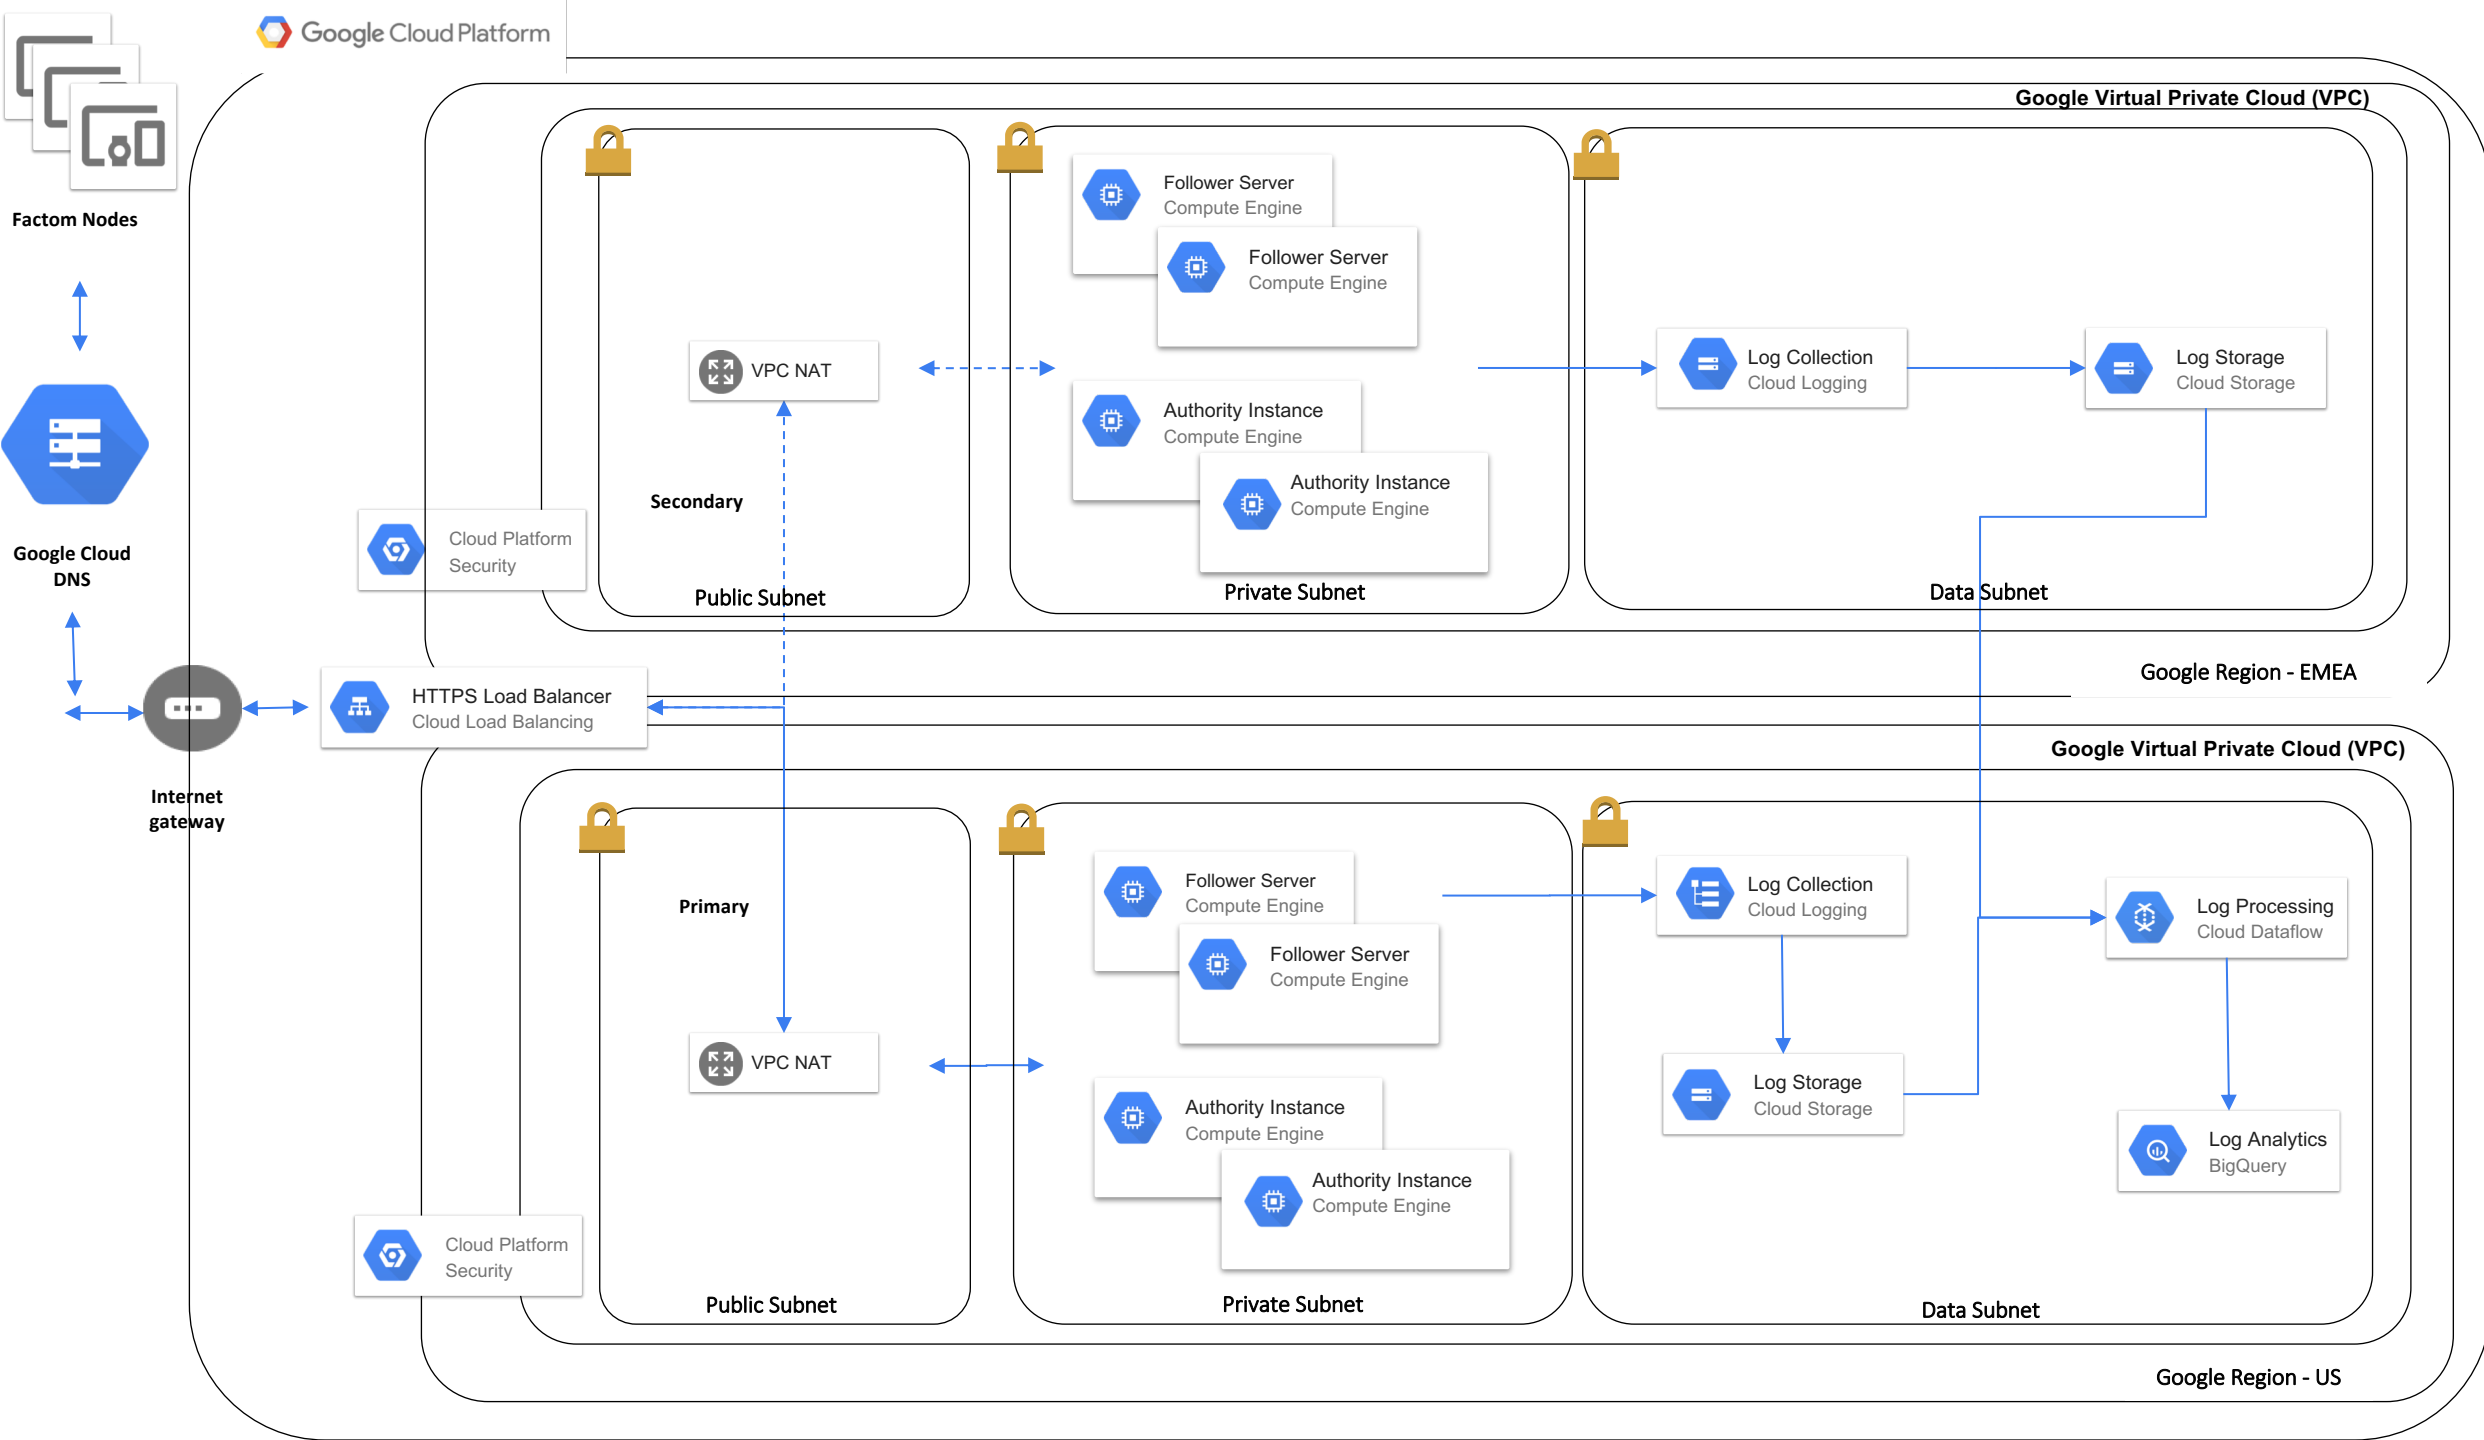 Google Cloud Platform
Factom Nodes
Google Cloud
DNS
Internet
gateway
HTTPS Load Balancer
Cloud Load Balancing
Google Virtual Private Cloud (VPC)
Cloud Platform
Security
VPC NAT
Secondary
Public Subnet
Follower Server
Compute Engine
Follower Server
Compute Engine
Authority Instance
Compute Engine
Authority Instance
Compute Engine
Private Subnet
Log Collection
Cloud Logging
Log Storage
Cloud Storage
Data Subnet
Google Region - EMEA
Google Virtual Private Cloud (VPC)
Cloud Platform
Security
Primary
VPC NAT
Public Subnet
Follower Server
Compute Engine
Follower Server
Compute Engine
Authority Instance
Compute Engine
Authority Instance
Compute Engine
Private Subnet
Log Collection
Cloud Logging
Log Storage
Cloud Storage
Log Processing
Cloud Dataflow
Log Analytics
BigQuery
Data Subnet
Google Region - US